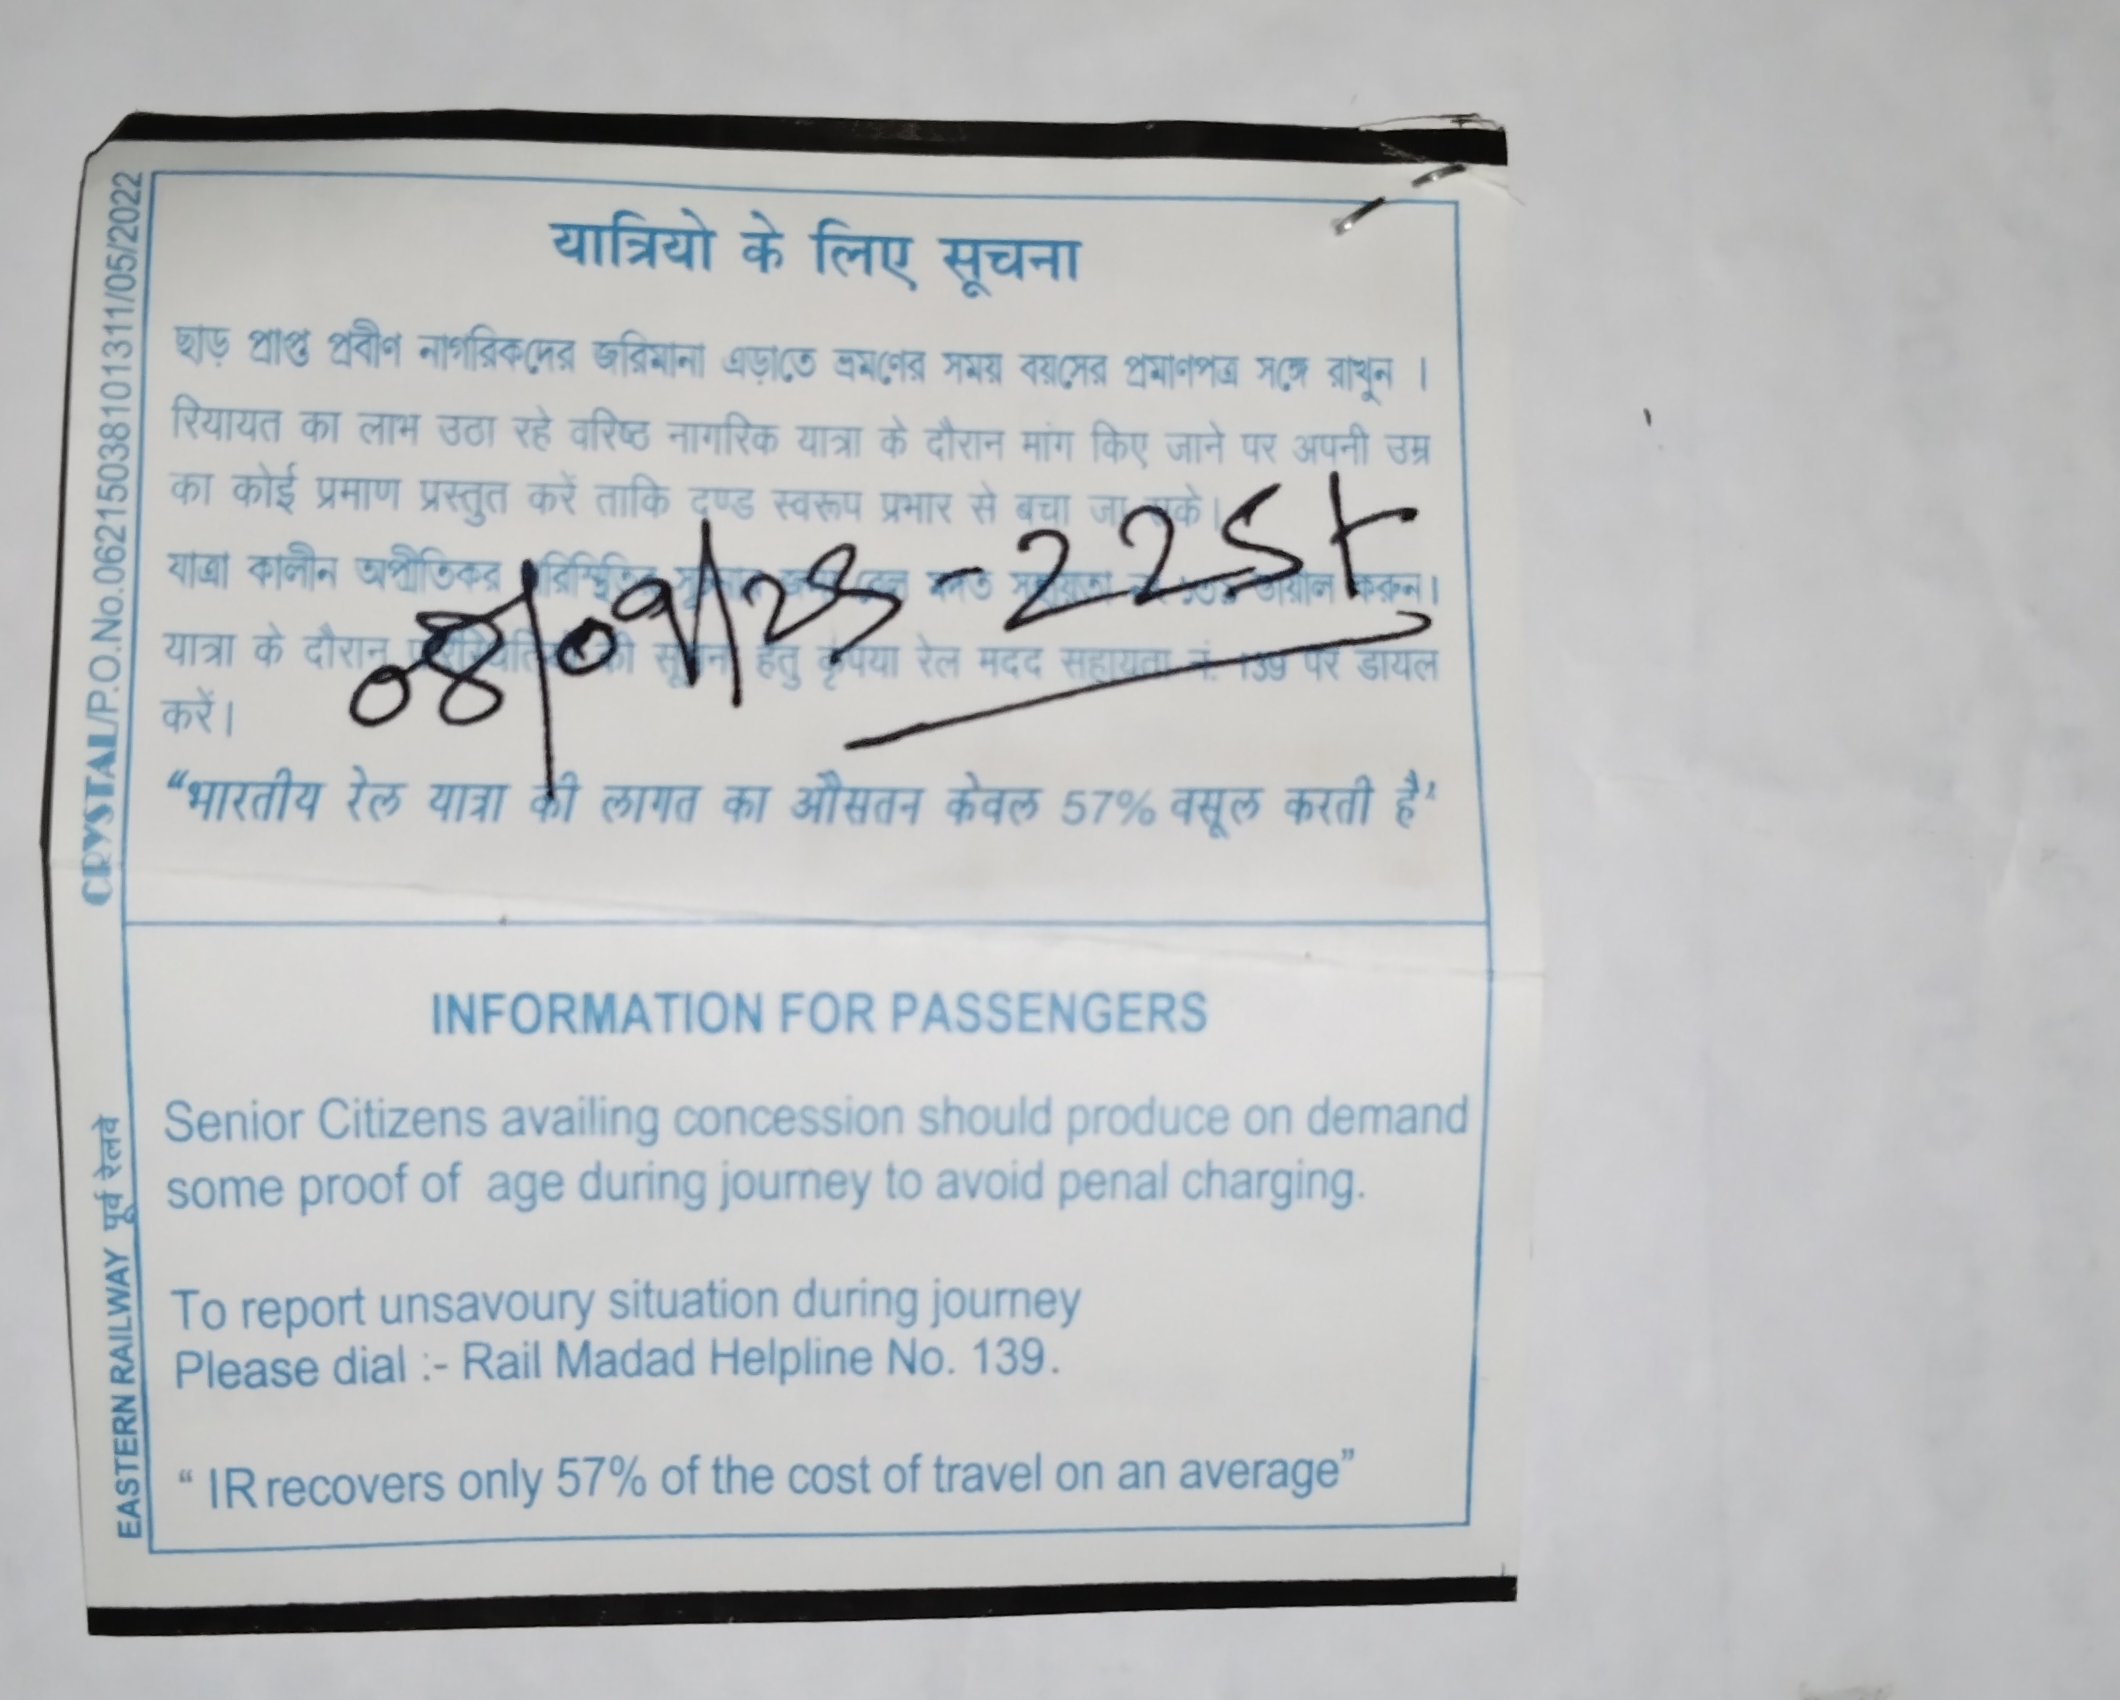 यात्रियो के लिए सूचना
ছাড় প্রাপ্ত প্রবীণ নাগরিকদের জরিমানা এড়াতে ভ্রমণের সময় বয়সের প্রমাণপত্র সঙ্গে রাখুন ।
रियायत का लाभ उठा रहे वरिष्ठ नागरिक यात्रा के दौरान मांग किए जाने पर अपनी उम्र
का कोई प्रमाण प्रस्तुत करें ताकि दण्ड स्वरूप प्रभार से बचा जा सके।
যাত্রা কালীন অপ্রীতিকর করুন।
08/09/23 - 22
यात्रा के दौरान की सूचना हेतु कृपया रेल मदद सहायता नं. 139 पर डायल
करें।
“भारतीय रेल यात्रा की लागत का औसतन केवल 57% वसूल करती है’
CRYSTAL/P.O.No.06215038101311/05/2022
INFORMATION FOR PASSENGERS
Senior Citizens availing concession should produce on demand
some proof of age during journey to avoid penal charging.
To report unsavoury situation during journey
Please dial :- Rail Madad Helpline No. 139.
“ IR recovers only 57% of the cost of travel on an average”
EASTERN RAILWAY पूर्व रेलवे